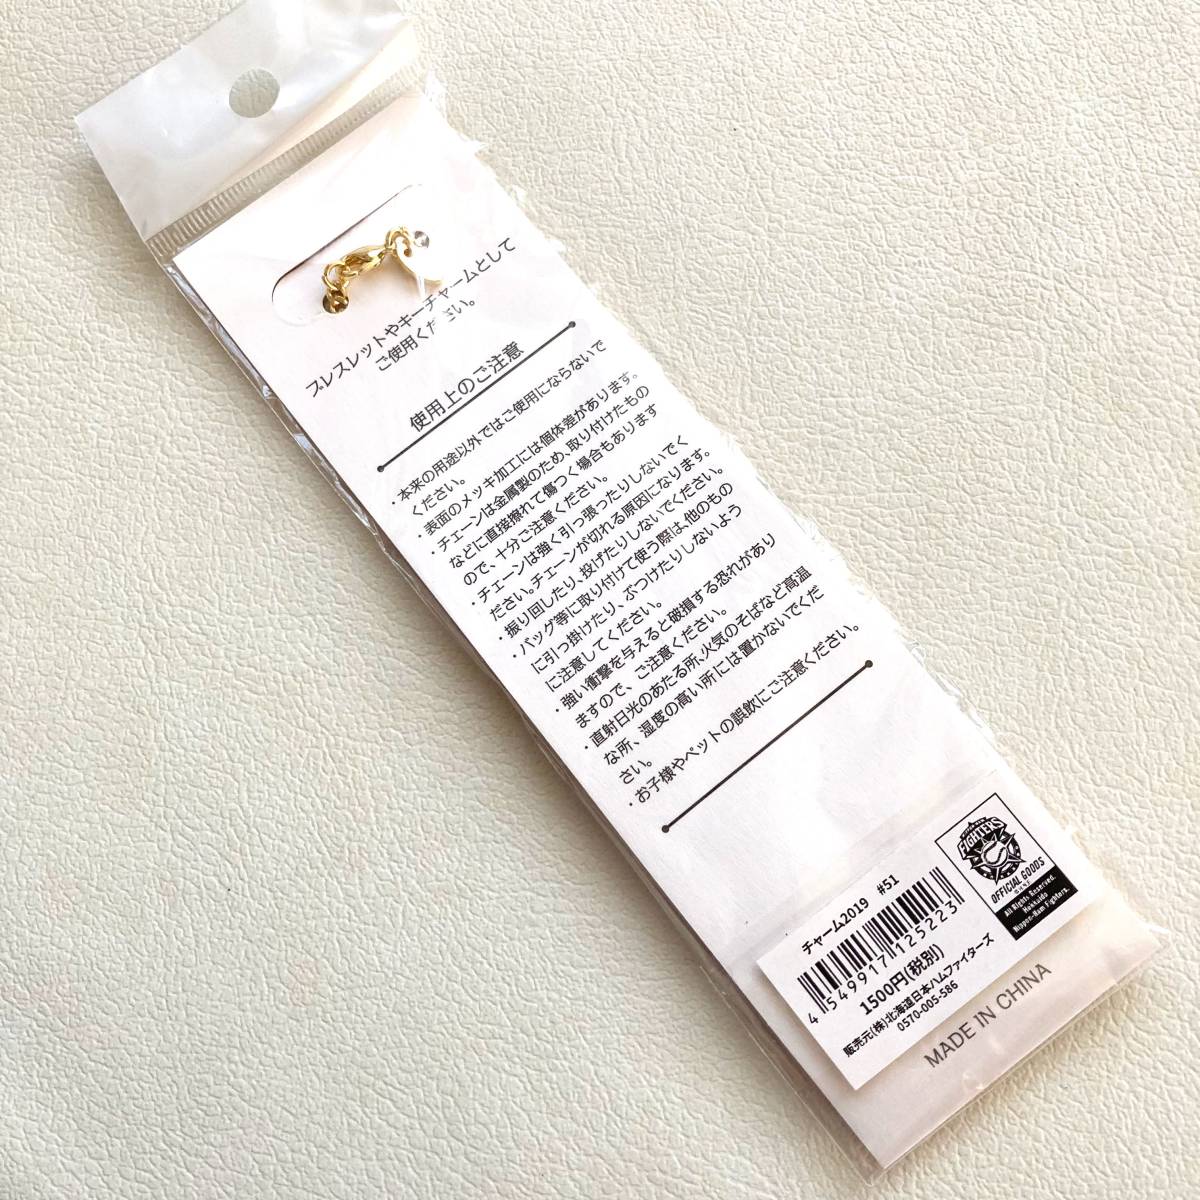 ブレスレットやキーチャームとして
ご使用ください。
使用上のご注意
・本来の用途以外ではご使用にならないで
ください。
・表面のメッキ加工には個体差があります。
・チェーンは金属製のため、取り付けたもの
などに直接擦れて傷つく場合もあります
ので、十分ご注意ください。
・チェーンは強く引っ張ったりしないでく
ださい。チェーンが切れる原因になります。
・振り回したり、投げたりしないでください。
・バッグ等に取り付けて使う際は、他のもの
に引っ掛けたり、ぶつけたりしないよう
に注意してください。
・強い衝撃を与えると破損する恐れがあり
ますので、ご注意ください。
・直射日光のあたる所、火気のそばなど高温
な所、湿度の高い所には置かないでくだ
さい。
・お子様やペットの誤飲にご注意ください。
チャーム2019 #51
4 549917 125223
1500円(税別)
販売元(株)北海道日本ハムファイターズ
0570-005-586
FIGHTERS
OFFICIAL GOODS
All Rights Reserved.
Hokkaido
Nippon-Ham Fighters.
MADE IN CHINA